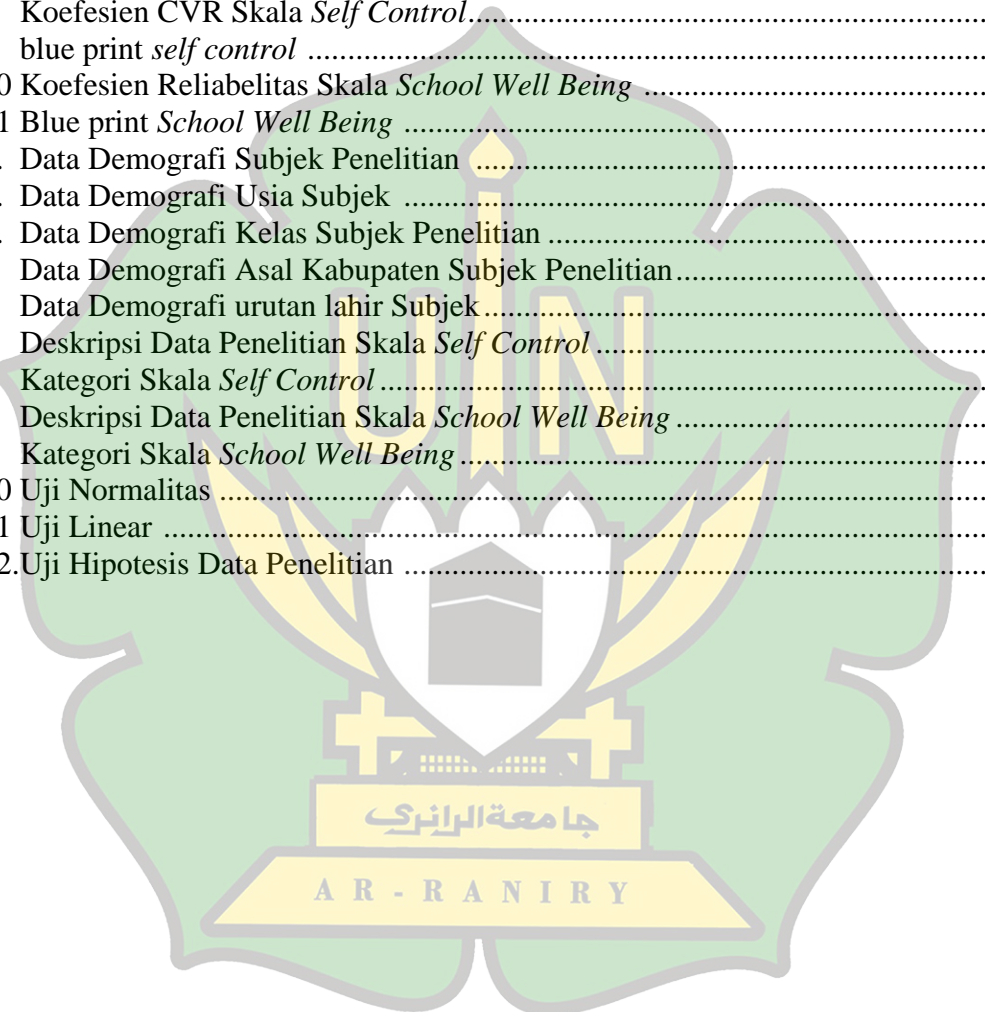 Koefesien CVR Skala Self Control........................................................................
blue print self control ........................................................................
0 Koefesien Reliabelitas Skala School Well Being ................................................
1 Blue print School Well Being ........................................................................
. Data Demografi Subjek Penelitian ................................................................
. Data Demografi Usia Subjek ........................................................................
. Data Demografi Kelas Subjek Penelitian ........................................................
Data Demografi Asal Kabupaten Subjek Penelitian........................................
Data Demografi urutan lahir Subjek................................................................
Deskripsi Data Penelitian Skala Self Control ................................................
Kategori Skala Self Control ........................................................................
Deskripsi Data Penelitian Skala School Well Being ........................................
Kategori Skala School Well Being ................................................................
0 Uji Normalitas ........................................................................................
1 Uji Linear ........................................................................................
2.Uji Hipotesis Data Penelitian ........................................................................
UIN
جامعة الرانري
AR-RANIRY